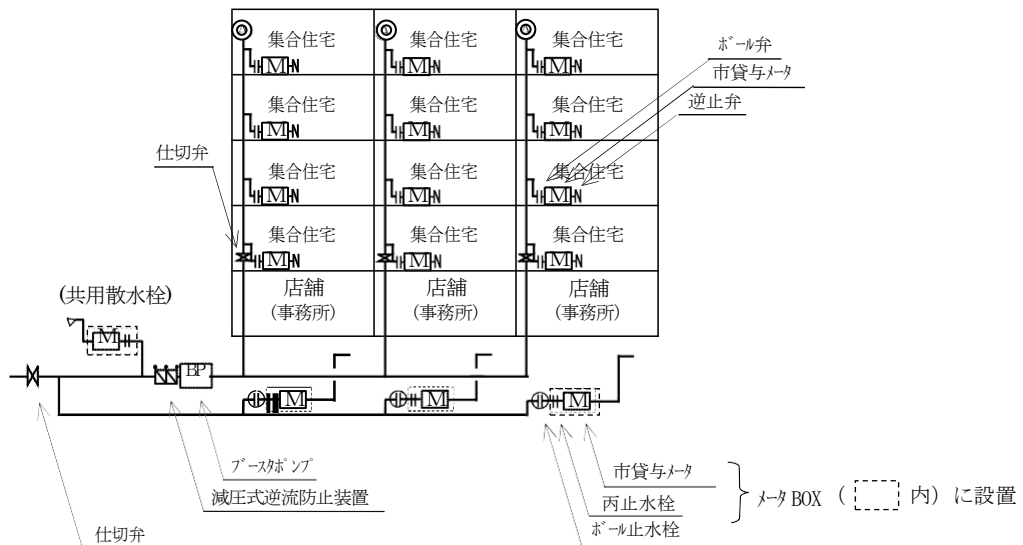 集合住宅 集合住宅 集合住宅
M M M
ボール弁
市貸与メータ
逆止弁
集合住宅 集合住宅 集合住宅
M M M
仕切弁
集合住宅 集合住宅 集合住宅
M M M
集合住宅 集合住宅 集合住宅
M M M
店舗 店舗 店舗
(事務所) (事務所) (事務所)
(共用散水栓)
M
BP
M M M
ブースタポンプ
減圧式逆流防止装置
仕切弁
市貸与メータ
丙止水栓
ボール止水栓
メータ BOX ( 内) に設置